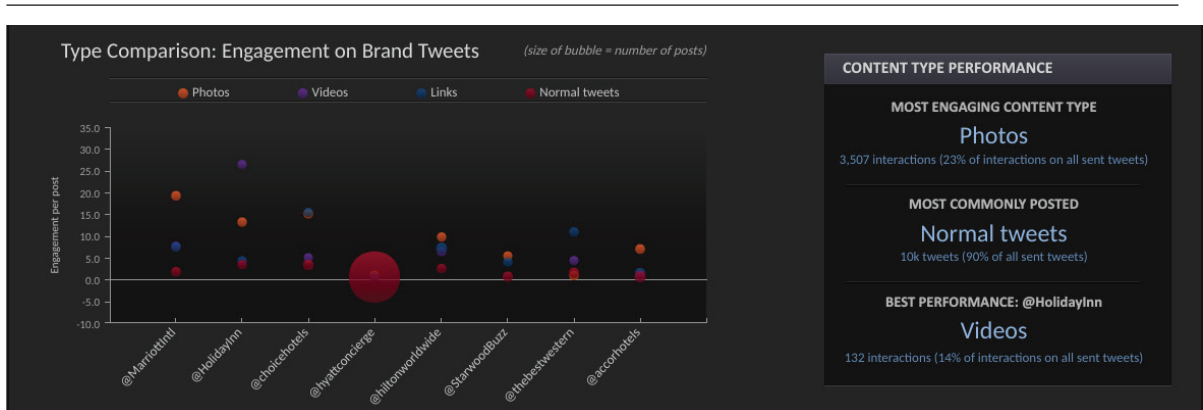 Type Comparison: Engagement on Brand Tweets
(size of bubble = number of posts)
Photos
Videos
Links
Normal tweets
Engagement per post
35.0
30.0
25.0
20.0
15.0
10.0
5.0
0.0
-5.0
-10.0
@MarriottIntl
@HolidayInn
@choicehotels
@hyattconcierge
@hiltonworldwide
@StarwoodBuzz
@thebestwestern
@accorhotels
CONTENT TYPE PERFORMANCE
MOST ENGAGING CONTENT TYPE
Photos
3,507 interactions (23% of interactions on all sent tweets)
MOST COMMONLY POSTED
Normal tweets
10k tweets (90% of all sent tweets)
BEST PERFORMANCE: @HolidayInn
Videos
132 interactions (14% of interactions on all sent tweets)